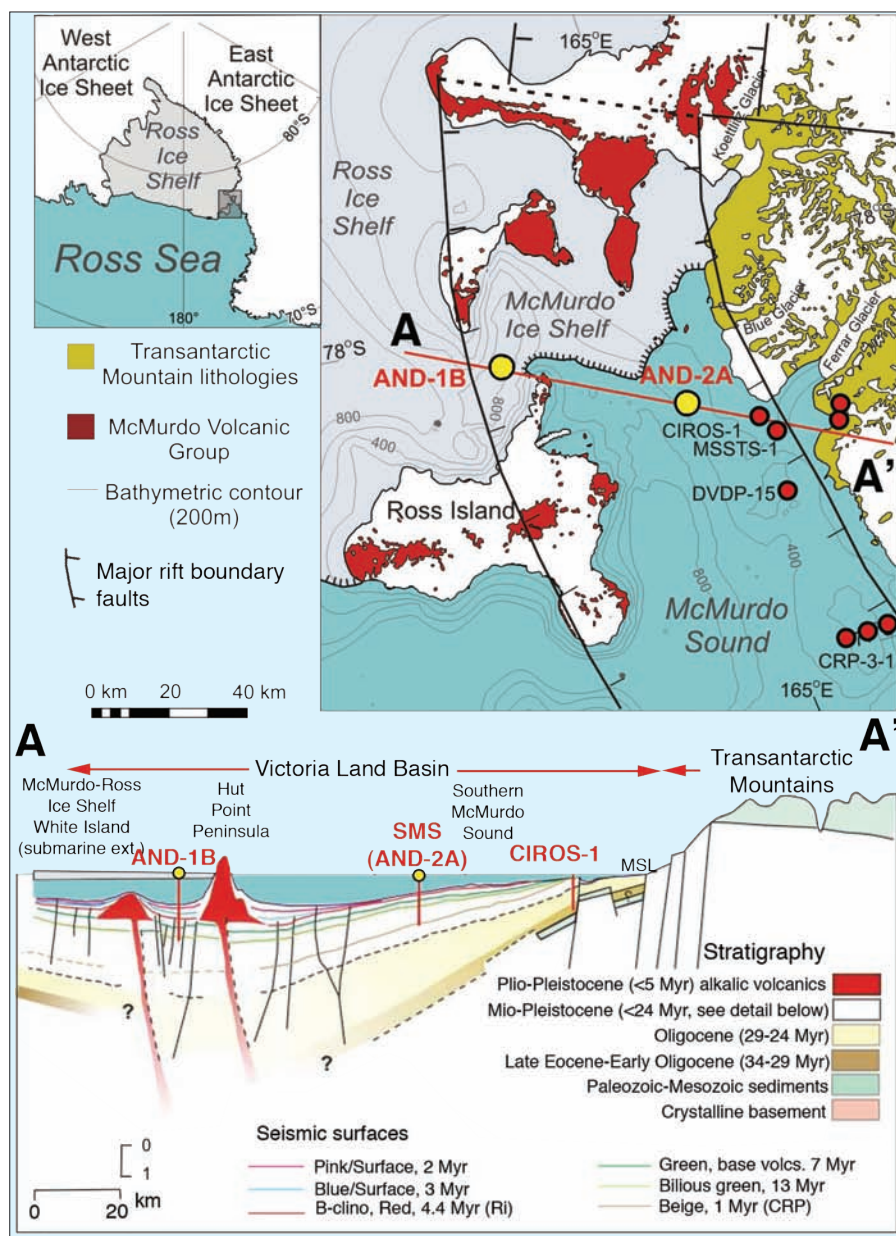 West
Antarctic
Ice Sheet
East
Antarctic
Ice Sheet
Ross
Ice
Shelf
80°S
Ross Sea
180°
70°S
165°E
Koettlitz Glacier
Ross
Ice
Shelf
78°S
McMurdo
Ice Shelf
Blue Glacier
Ferrar Glacier
A
78°S
AND-1B
AND-2A
CIROS-1
MSSTS-1
A'
800
800
400
DVDP-15
Ross Island
400
800
McMurdo
Sound
CRP-3-1
165°E
Transantarctic
Mountain lithologies
McMurdo Volcanic
Group
Bathymetric contour
(200m)
Major rift boundary
faults
0 km 20 40 km
A
A'
Victoria Land Basin
Transantarctic
Mountains
McMurdo-Ross
Ice Shelf
White Island
(submarine ext.)
Hut
Point
Peninsula
Southern
McMurdo
Sound
AND-1B
SMS
(AND-2A)
CIROS-1
MSL
?
?
Stratigraphy
Plio-Pleistocene (<5 Myr) alkalic volcanics
Mio-Pleistocene (<24 Myr, see detail below)
Oligocene (29-24 Myr)
Late Eocene-Early Oligocene (34-29 Myr)
Paleozoic-Mesozoic sediments
Crystalline basement
Seismic surfaces
Pink/Surface, 2 Myr
Blue/Surface, 3 Myr
B-clino, Red, 4.4 Myr (Ri)
Green, base volcs. 7 Myr
Bilious green, 13 Myr
Beige, 1 Myr (CRP)
0
1
km
0 20